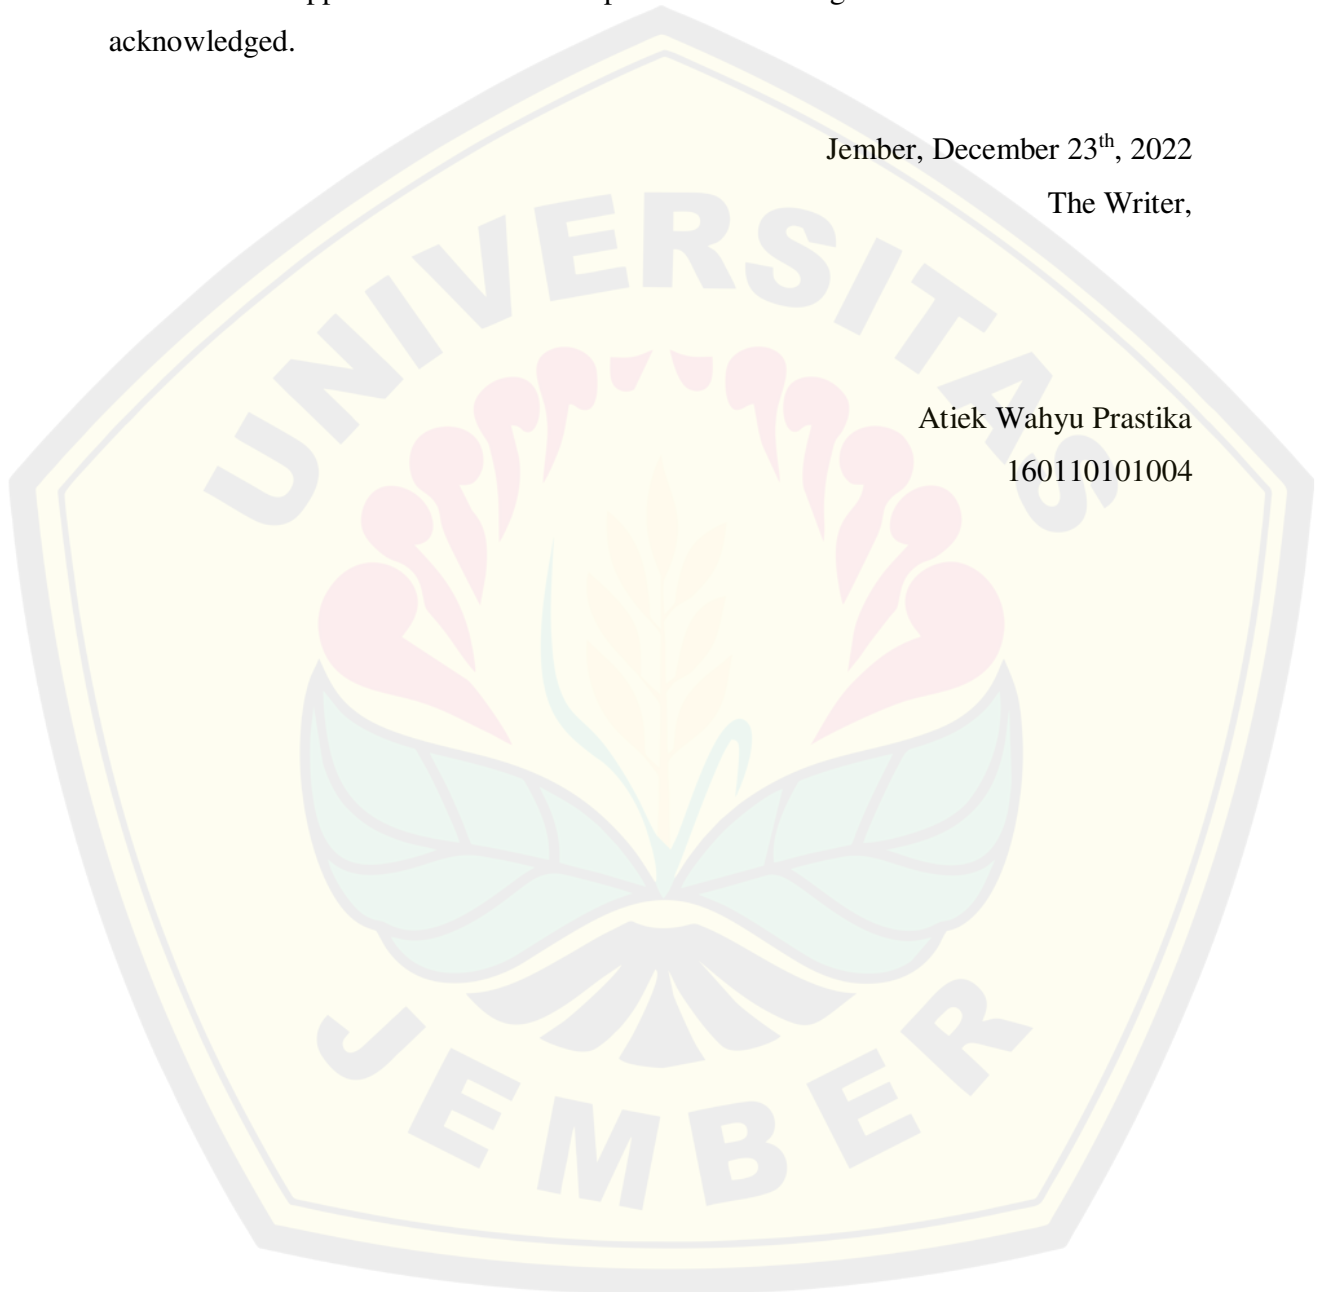 acknowledged.
Jember, December 23th, 2022
The Writer,
UNIVERSITAS
Atiek Wahyu Prastika
160110101004
JEMBER